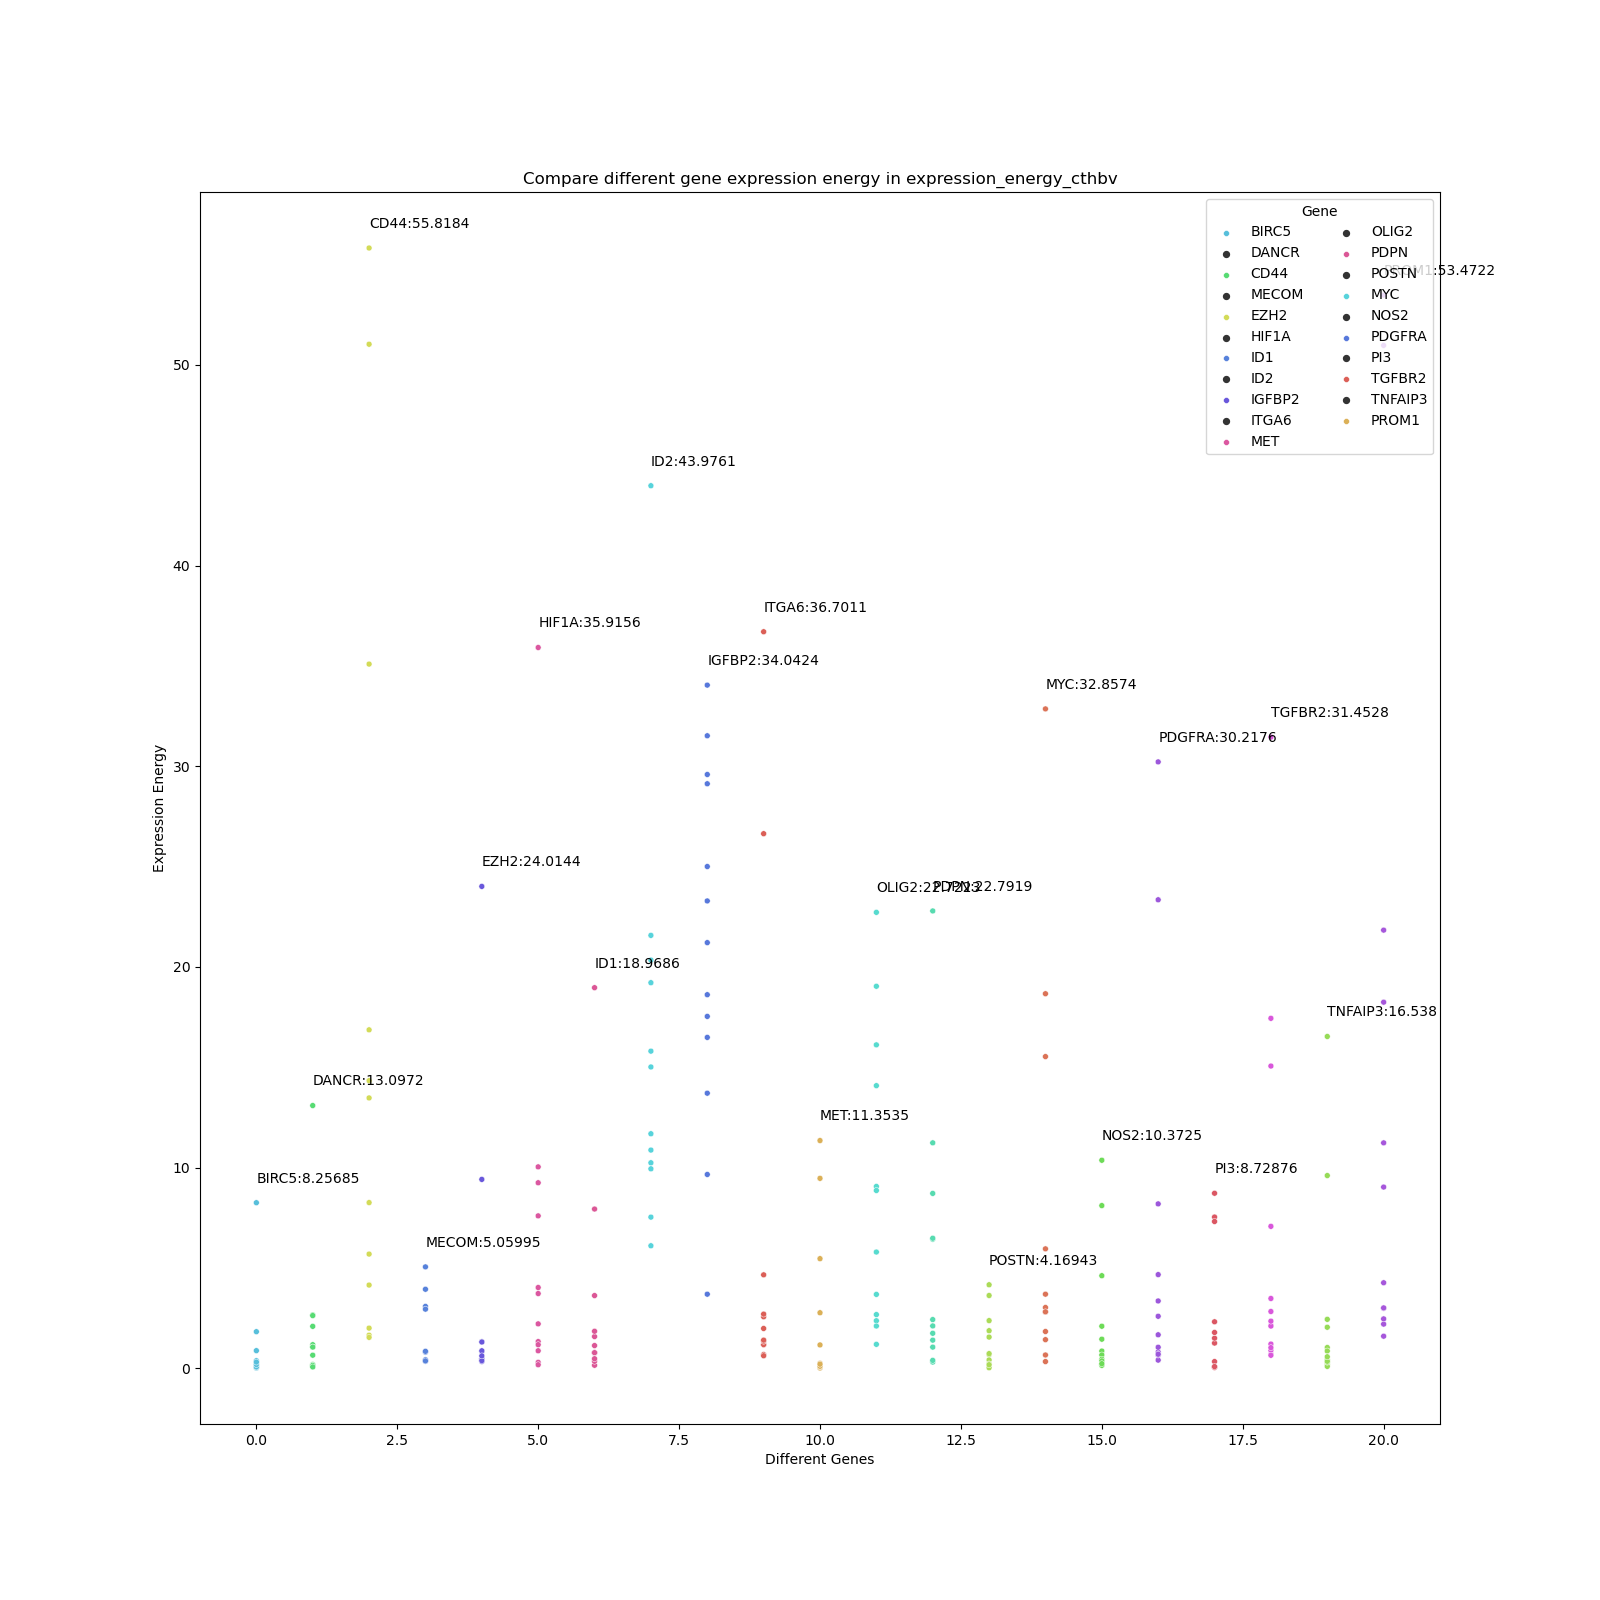 Compare different gene expression energy in expression_energy_cthbv
Gene
BIRC5
DANCR
CD44
MECOM
EZH2
HIF1A
ID1
ID2
IGFBP2
ITGA6
MET
OLIG2
PDPN
POSTN
MYC
NOS2
PDGFRA
PI3
TGFBR2
TNFAIP3
PROM1
CD44:55.8184
PROM1:53.4722
ID2:43.9761
ITGA6:36.7011
HIF1A:35.9156
IGFBP2:34.0424
MYC:32.8574
TGFBR2:31.4528
PDGFRA:30.2176
EZH2:24.0144
OLIG2:22.7223
PDPN:22.7919
ID1:18.9686
TNFAIP3:16.538
DANCR:13.0972
MET:11.3535
NOS2:10.3725
BIRC5:8.25685
PI3:8.72876
MECOM:5.05995
POSTN:4.16943
50
40
30
20
10
0
Expression Energy
0.0 2.5 5.0 7.5 10.0 12.5 15.0 17.5 20.0
Different Genes